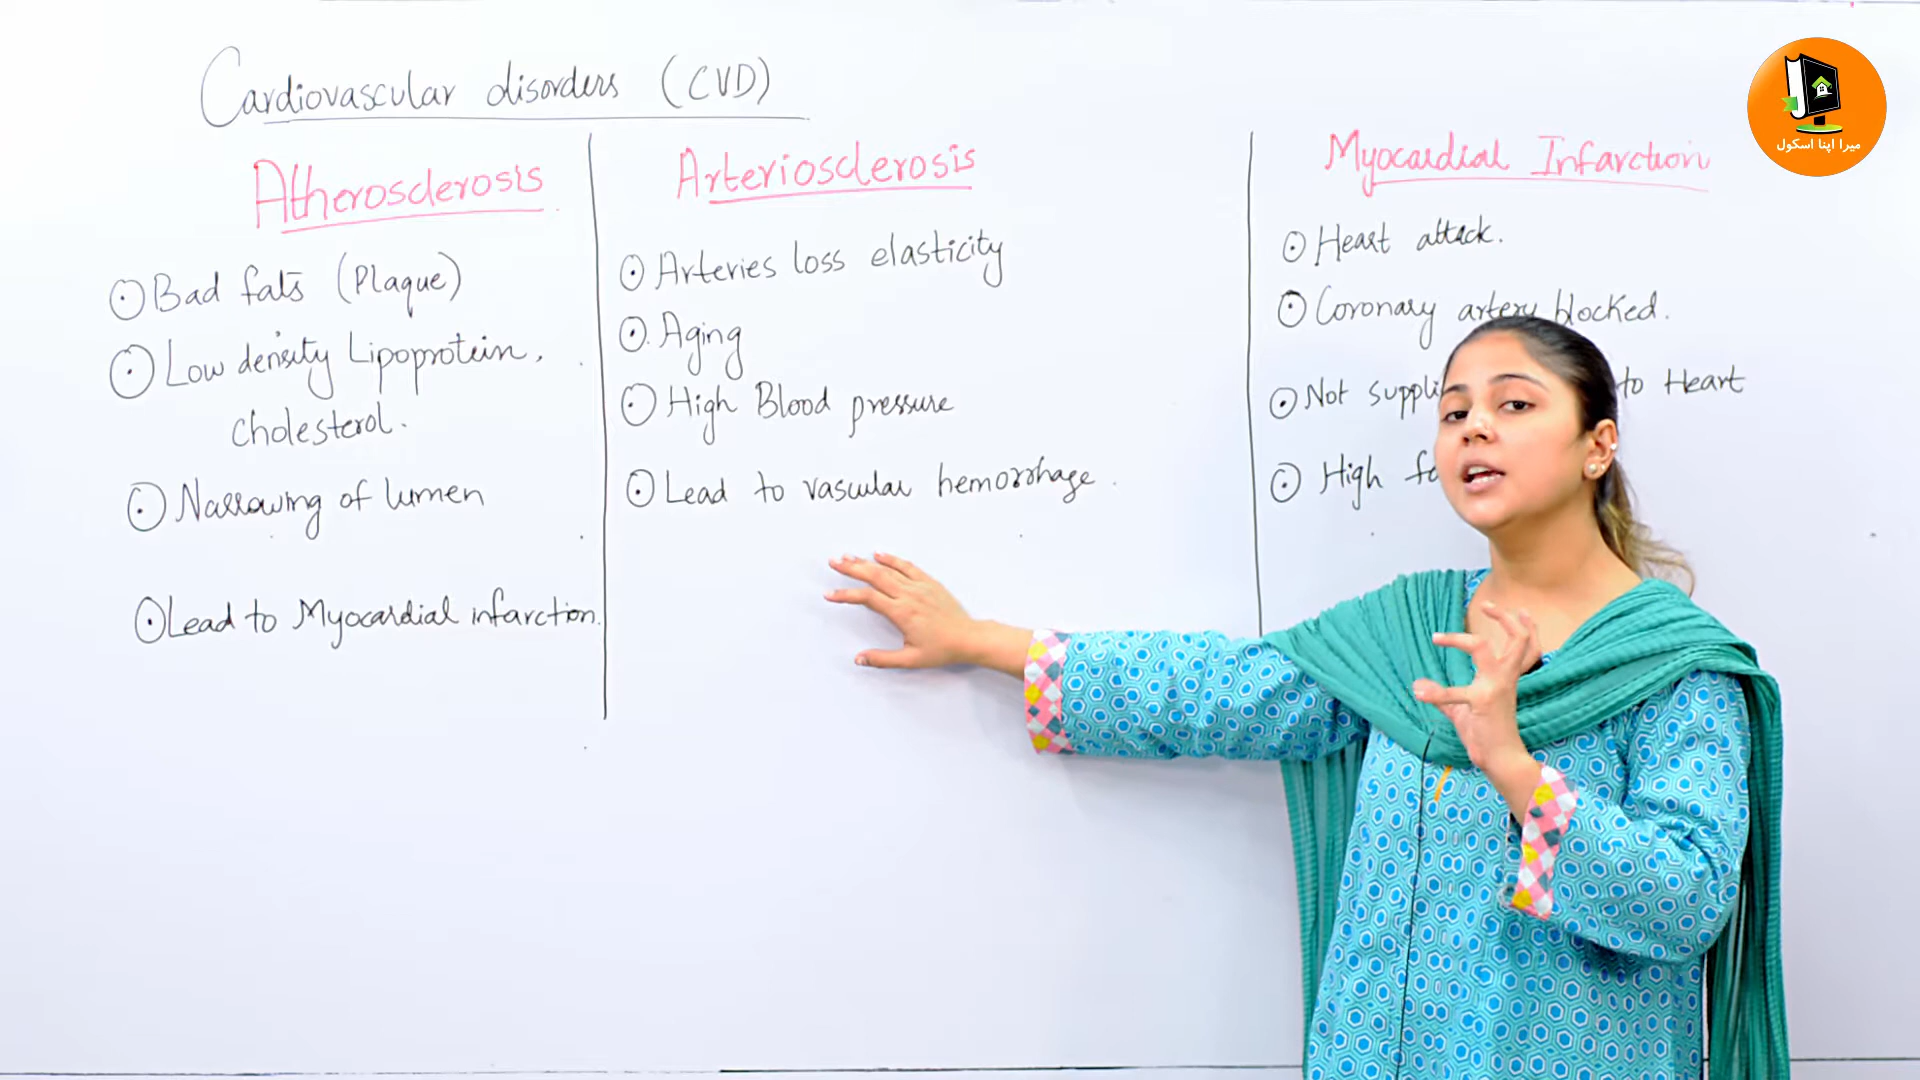 Cardiovascular disorders (CVD)
Atherosclerosis
Bad fats (Plaque)
Low density Lipoprotein,
cholesterol.
Narrowing of lumen
Lead to Myocardial infarction.
Arteriosclerosis
Arteries loss elasticity
Aging
High Blood pressure
Lead to vascular hemorrhage.
Myocardial Infarction
Heart attack.
Coronary artery blocked.
Not to Heart
High
میرا اپنا اسکول